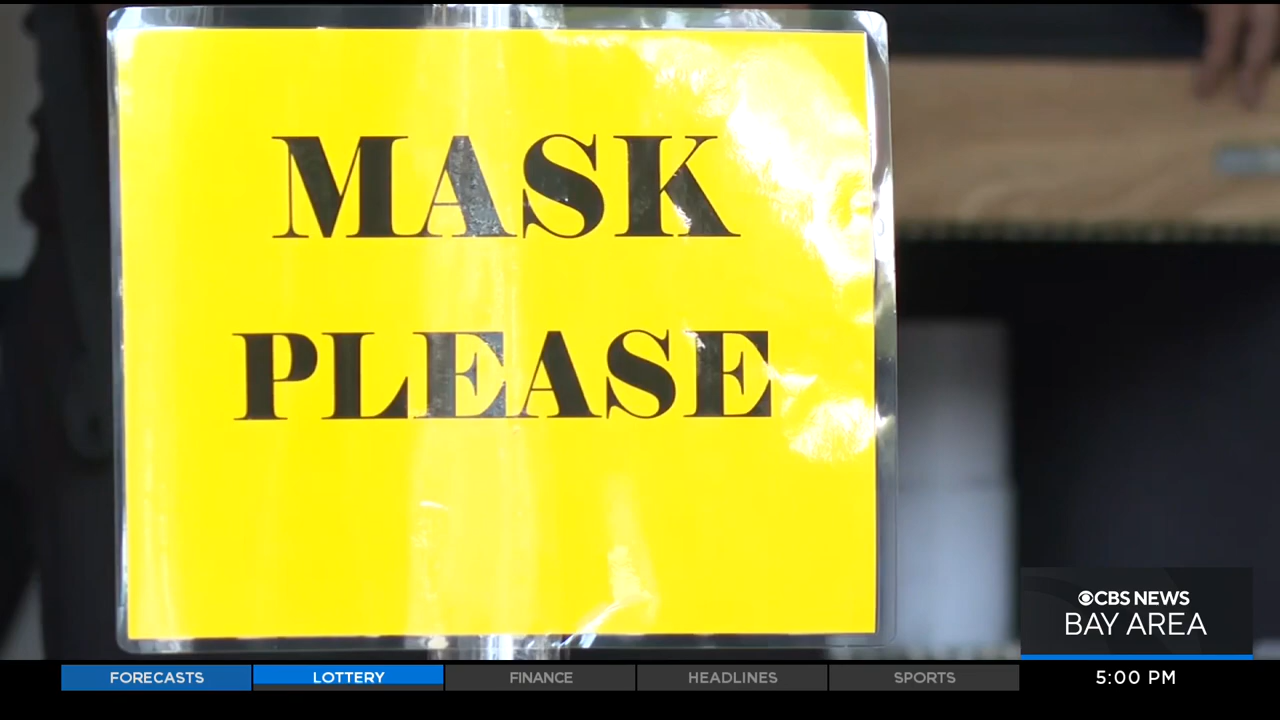 MASK
PLEASE
CBS NEWS
BAY AREA
FORECASTS
LOTTERY
FINANCE
HEADLINES
SPORTS
5:00 PM